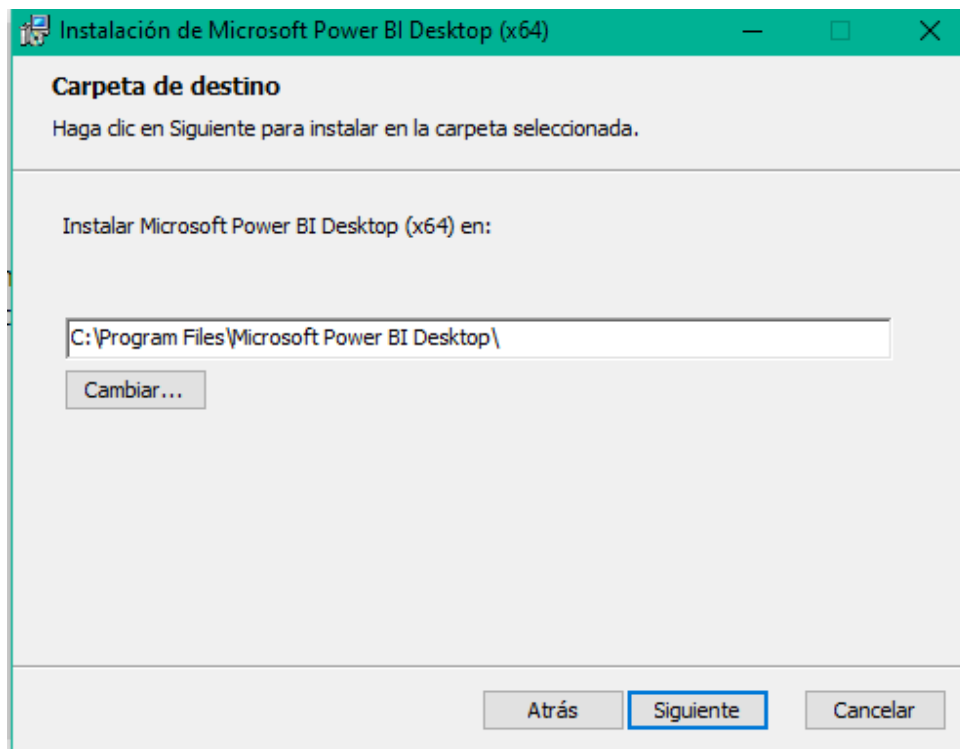 Instalación de Microsoft Power BI Desktop (x64)
Carpeta de destino
Haga clic en Siguiente para instalar en la carpeta seleccionada.
Instalar Microsoft Power BI Desktop (x64) en:
C:\Program Files\Microsoft Power BI Desktop\
Cambiar...
Atrás Siguiente Cancelar